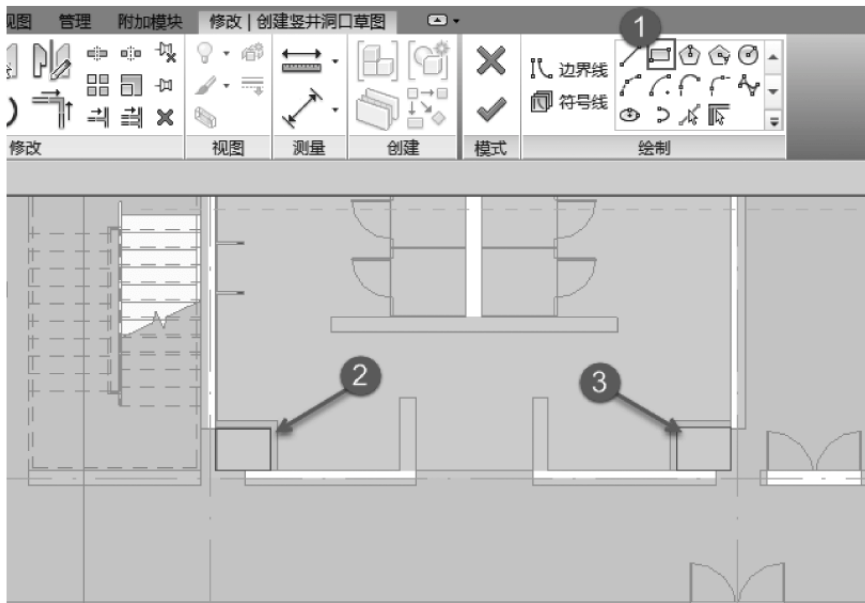 视图 管理 附加模块 修改 | 创建竖井洞口草图
1
边界线
符号线
修改 视图 测量 创建 模式 绘制
2
3